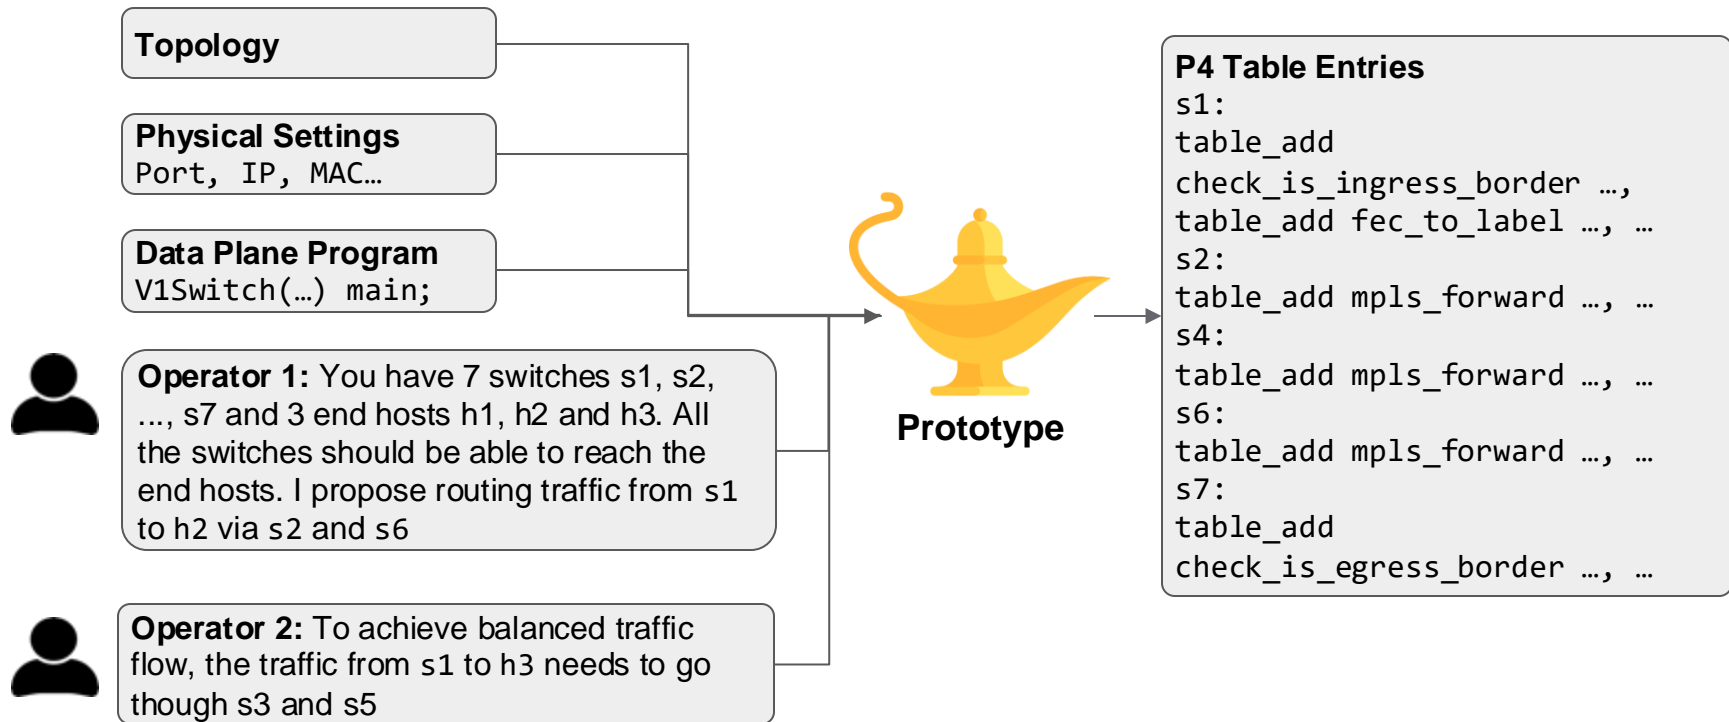 Topology
Physical Settings
Port, IP, MAC…
Data Plane Program
V1Switch(…) main;
Operator 1: You have 7 switches s1, s2,
..., s7 and 3 end hosts h1, h2 and h3. All
the switches should be able to reach the
end hosts. I propose routing traffic from s1
to h2 via s2 and s6
Operator 2: To achieve balanced traffic
flow, the traffic from s1 to h3 needs to go
though s3 and s5
Prototype
P4 Table Entries
s1:
table_add
check_is_ingress_border …,
table_add fec_to_label …, …
s2:
table_add mpls_forward …, …
s4:
table_add mpls_forward …, …
s6:
table_add mpls_forward …, …
s7:
table_add
check_is_egress_border …, …